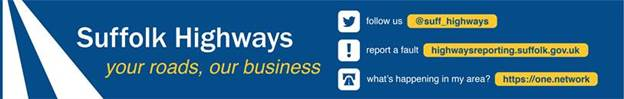 Suffolk Highways
your roads, our business
follow us @suff_highways
report a fault highwaysreporting.suffolk.gov.uk
what's happening in my area? https://one.network